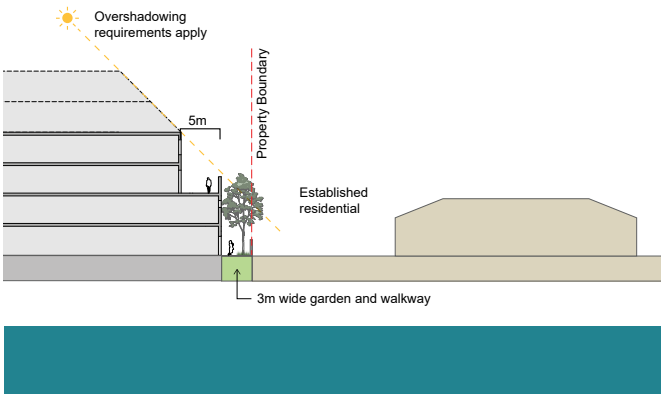 Overshadowing
requirements apply
5m
Property Boundary
Established
residential
3m wide garden and walkway